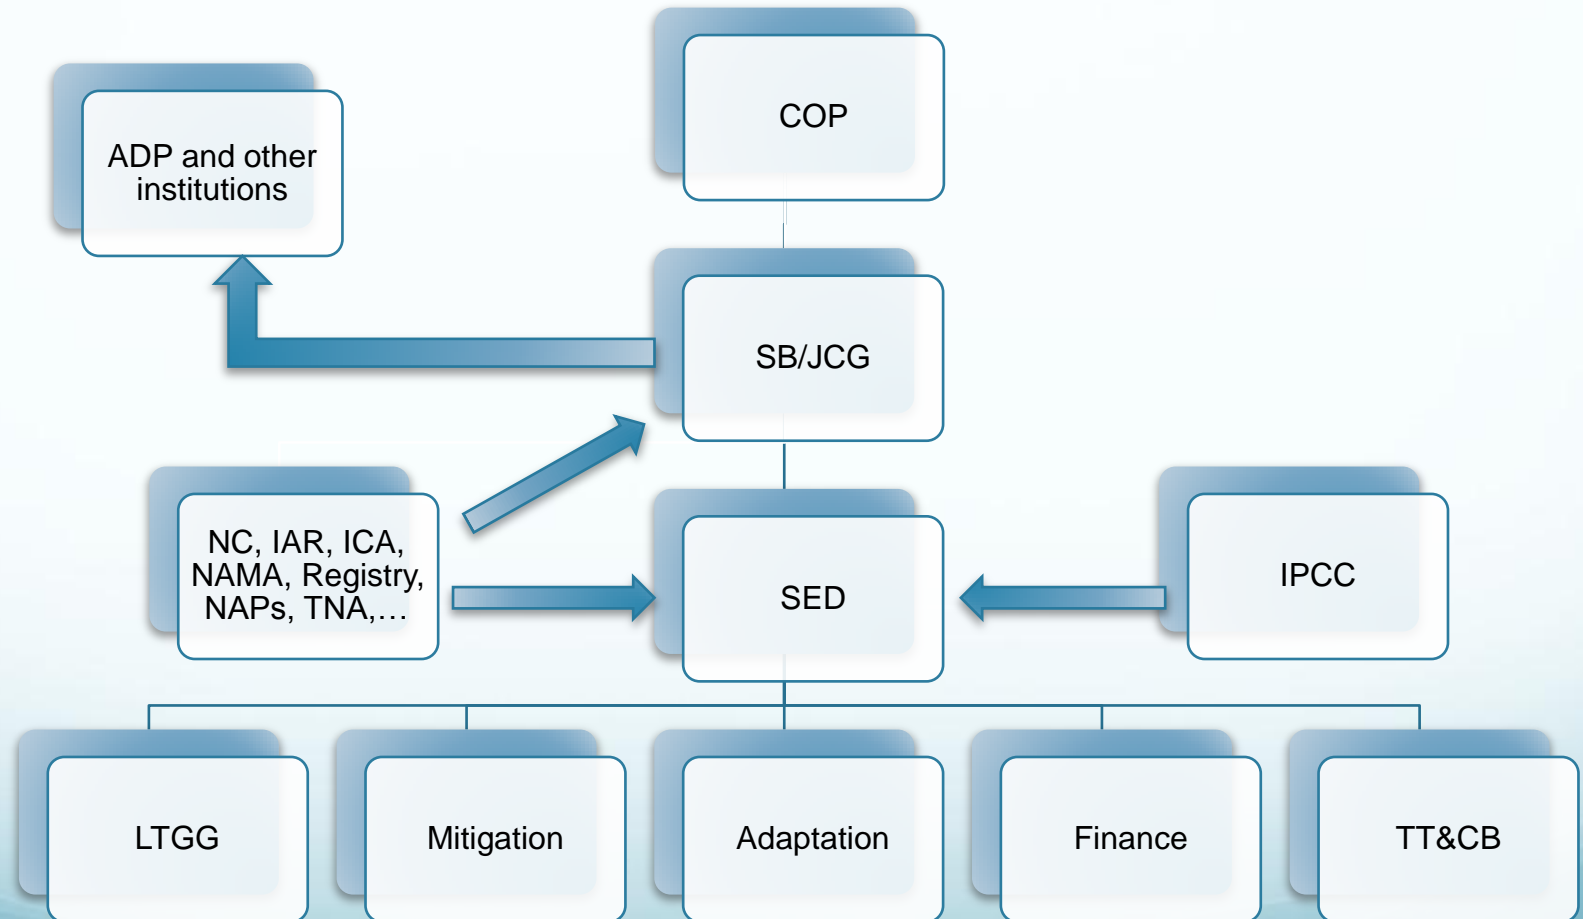 COP
ADP and other
institutions
SB/JCG
NC, IAR, ICA,
NAMA, Registry,
NAPs, TNA,…
SED
IPCC
LTGG
Mitigation
Adaptation
Finance
TT&CB